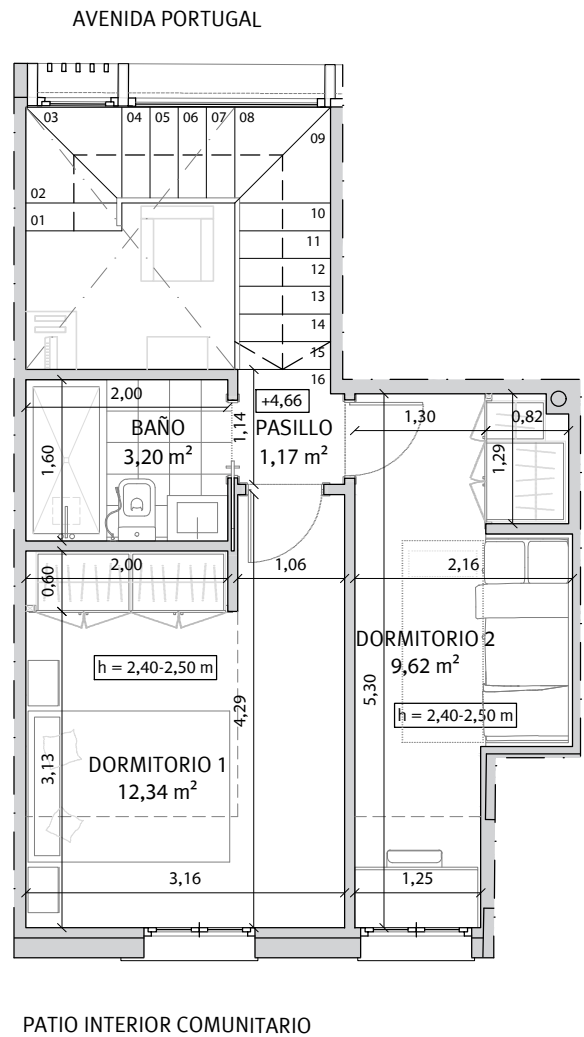 AVENIDA PORTUGAL
03 04 05 06 07 08
09
02
01
10
11
12
13
14
15
16
2,00
+4,66
1,30
0,82
BAÑO
3,20 m²
1,14
PASILLO
1,17 m²
1,60
1,29
0,60
2,00
1,06
2,16
DORMITORIO 2
9,62 m²
h = 2,40-2,50 m
5,30
4,29
h = 2,40-2,50 m
3,13
DORMITORIO 1
12,34 m²
3,16
1,25
PATIO INTERIOR COMUNITARIO